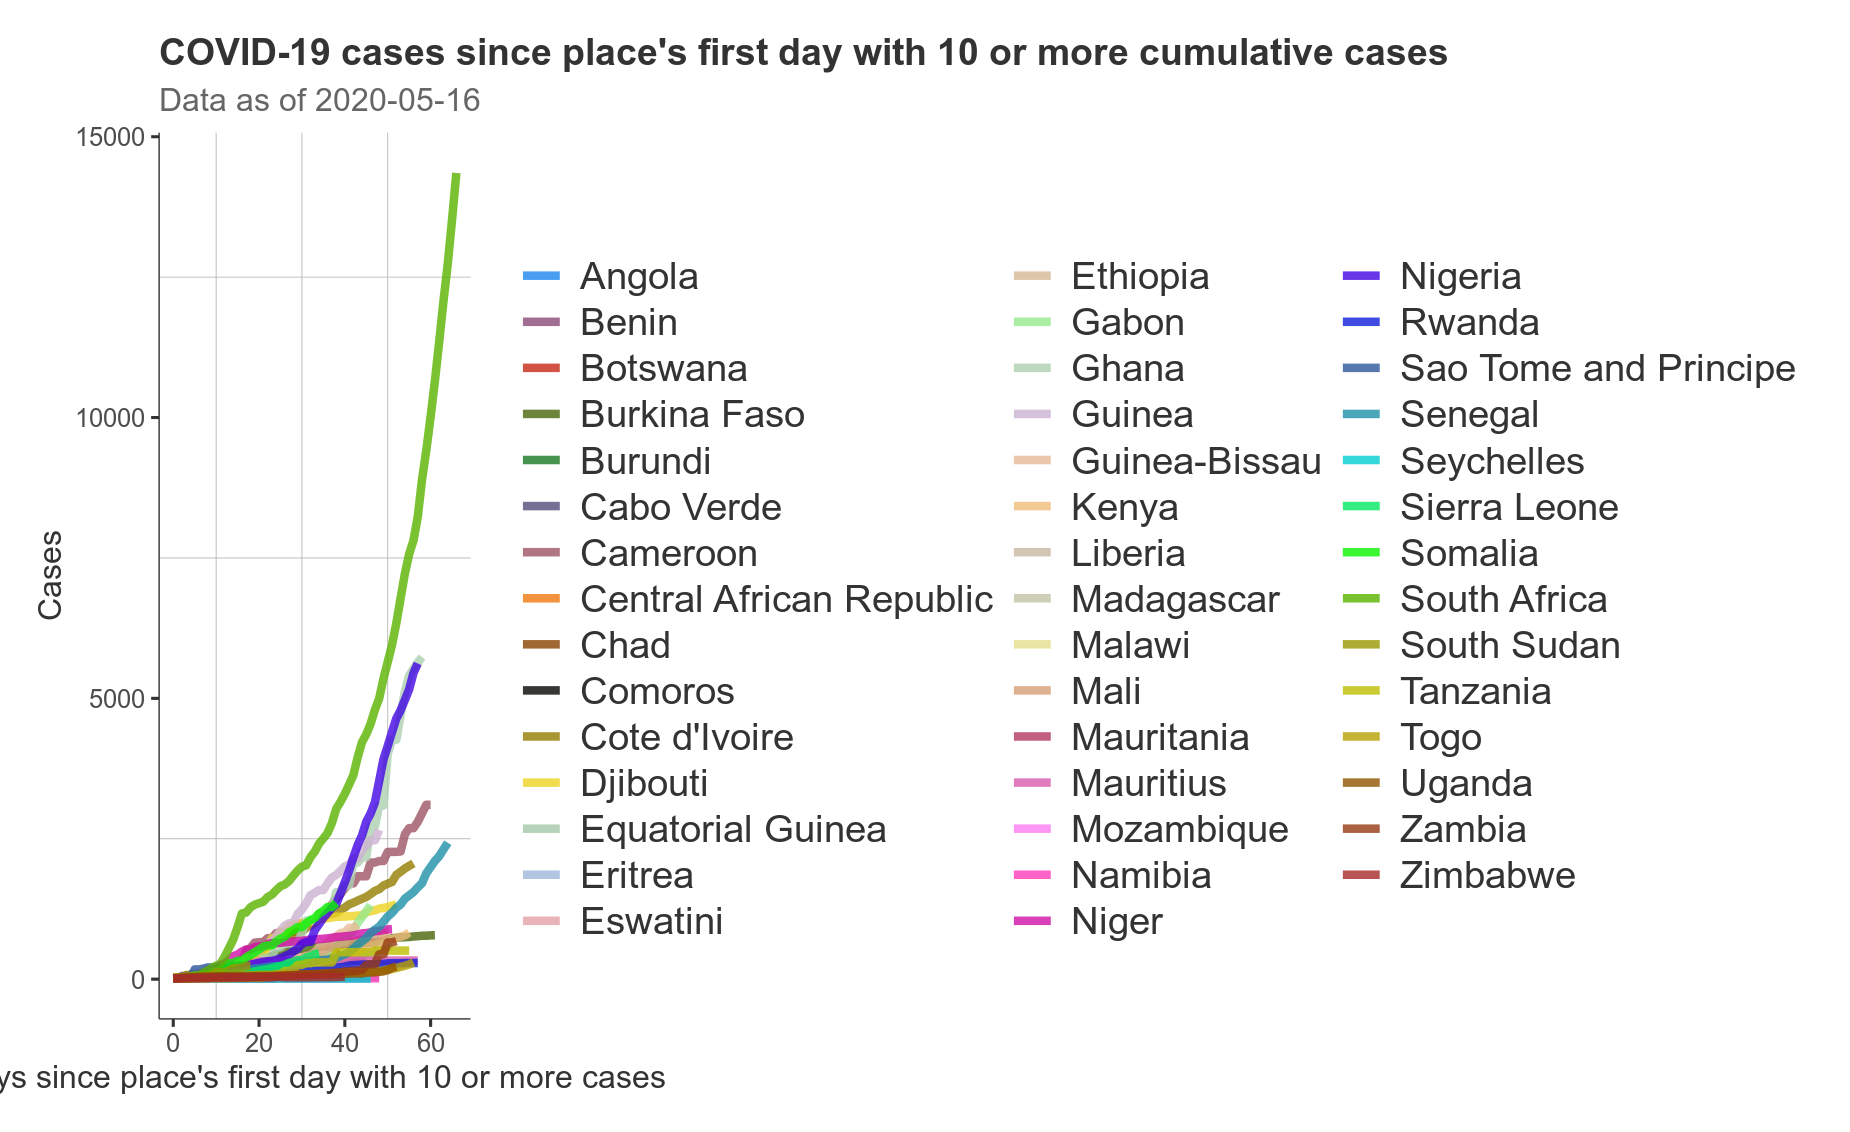 COVID-19 cases since place's first day with 10 or more cumulative cases
Data as of 2020-05-16
15000
10000
5000
0
Cases
0 20 40 60
ys since place's first day with 10 or more cases
Angola
Benin
Botswana
Burkina Faso
Burundi
Cabo Verde
Cameroon
Central African Republic
Chad
Comoros
Cote d'Ivoire
Djibouti
Equatorial Guinea
Eritrea
Eswatini
Ethiopia
Gabon
Ghana
Guinea
Guinea-Bissau
Kenya
Liberia
Madagascar
Malawi
Mali
Mauritania
Mauritius
Mozambique
Namibia
Niger
Nigeria
Rwanda
Sao Tome and Principe
Senegal
Seychelles
Sierra Leone
Somalia
South Africa
South Sudan
Tanzania
Togo
Uganda
Zambia
Zimbabwe